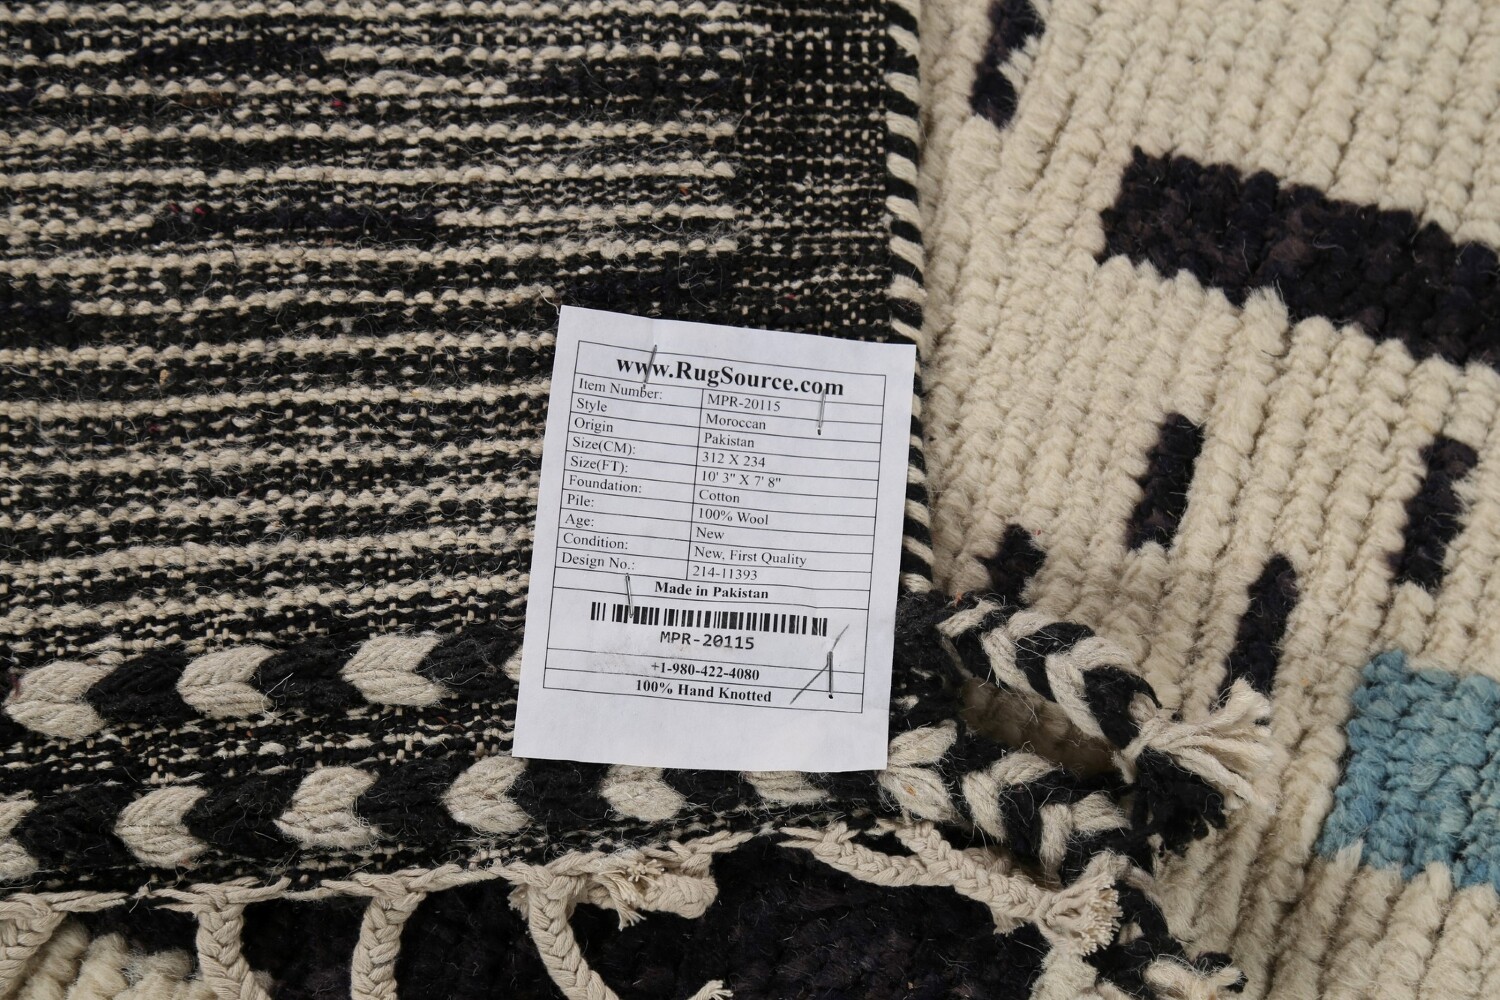 www.RugSource.com
Item Number: MPR-20115
Style Moroccan
Origin Pakistan
Size(CM): 312 X 234
Size(FT): 10' 3" X 7' 8"
Foundation: Cotton
Pile: 100% Wool
Age: New
Condition: New, First Quality
Design No.: 214-11393
Made in Pakistan
MPR-20115
+1-980-422-4080
100% Hand Knotted